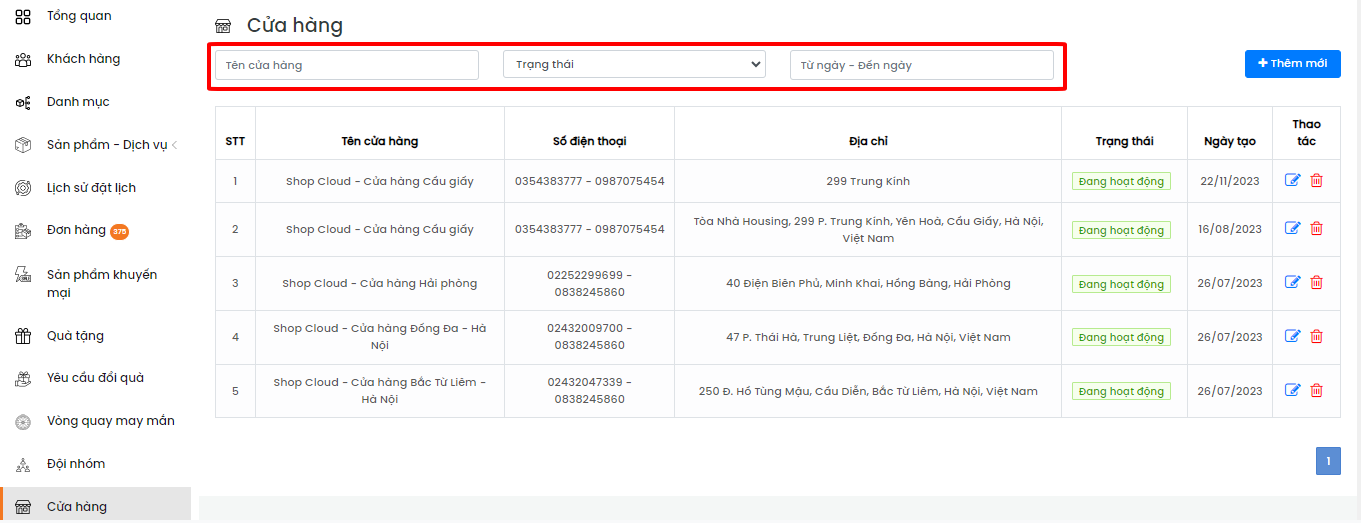 Tổng quan
Khách hàng
Danh mục
Sản phẩm - Dịch vụ
Lịch sử đặt lịch
Đơn hàng 375
Sản phẩm khuyến
mại
Quà tặng
Yêu cầu đổi quà
Vòng quay may mắn
Đội nhóm
Cửa hàng
Cửa hàng
Tên cửa hàng Trạng thái Từ ngày - Đến ngày + Thêm mới
STT Tên cửa hàng Số điện thoại Địa chỉ Trạng thái Ngày tạo Thao
tác
1 Shop Cloud - Cửa hàng Cầu giấy 0354383777 - 0987075454 299 Trung Kính Đang hoạt động 22/11/2023
2 Shop Cloud - Cửa hàng Cầu giấy 0354383777 - 0987075454 Tòa Nhà Housing, 299 P. Trung Kính, Yên Hoà, Cầu Giấy, Hà Nội,
Việt Nam Đang hoạt động 16/08/2023
3 Shop Cloud - Cửa hàng Hải phòng 02252299699 -
0838245860 40 Điện Biên Phủ, Minh Khai, Hồng Bàng, Hải Phòng Đang hoạt động 26/07/2023
4 Shop Cloud - Cửa hàng Đống Đa - Hà
Nội 02432009700 -
0838245860 47 P. Thái Hà, Trung Liệt, Đống Đa, Hà Nội, Việt Nam Đang hoạt động 26/07/2023
5 Shop Cloud - Cửa hàng Bắc Từ Liêm -
Hà Nội 02432047339 -
0838245860 250 Đ. Hồ Tùng Mậu, Cầu Diễn, Bắc Từ Liêm, Hà Nội, Việt Nam Đang hoạt động 26/07/2023
1